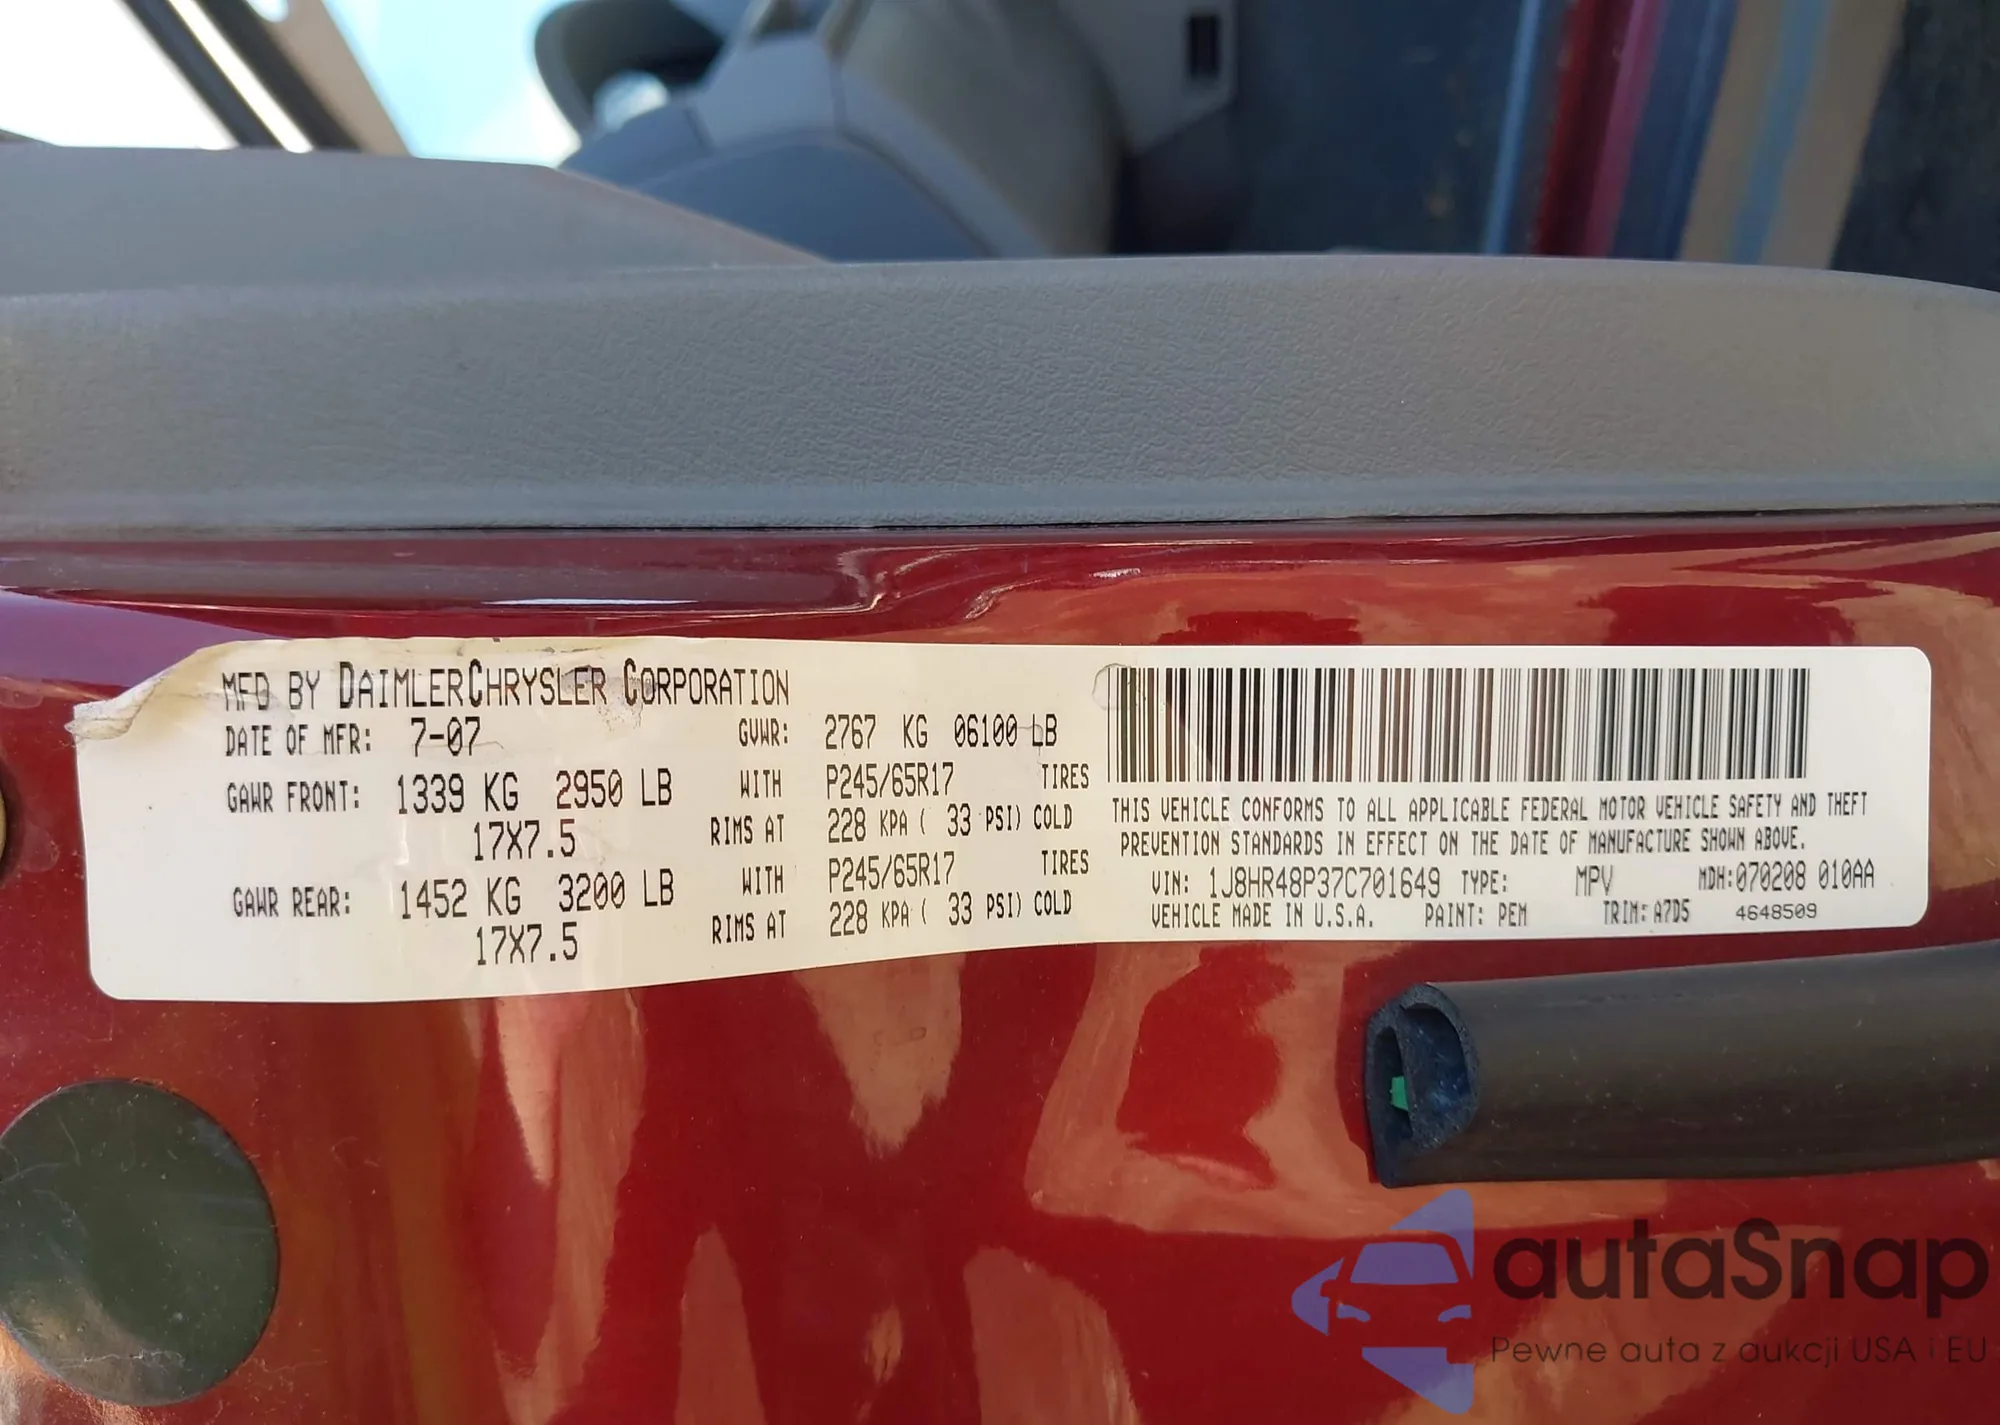 MFD BY DAIMLERCHRYSLER CORPORATION
DATE OF MFR: 7-07 GVWR: 2767 KG 06100 LB
GAWR FRONT: 1339 KG 2950 LB WITH P245/65R17 TIRES
17X7.5 RIMS AT 228 KPA ( 33 PSI) COLD
GAWR REAR: 1452 KG 3200 LB WITH P245/65R17 TIRES
17X7.5 RIMS AT 228 KPA ( 33 PSI) COLD
THIS VEHICLE CONFORMS TO ALL APPLICABLE FEDERAL MOTOR VEHICLE SAFETY AND THEFT
PREVENTION STANDARDS IN EFFECT ON THE DATE OF MANUFACTURE SHOWN ABOVE.
VIN: 1J8HR48P37C701649 TYPE: MPV MDH:070208 010AA
VEHICLE MADE IN U.S.A. PAINT: PEM TRIM: A7D5 4648509
autaSnap
Pewne auta z aukcji USA i EU